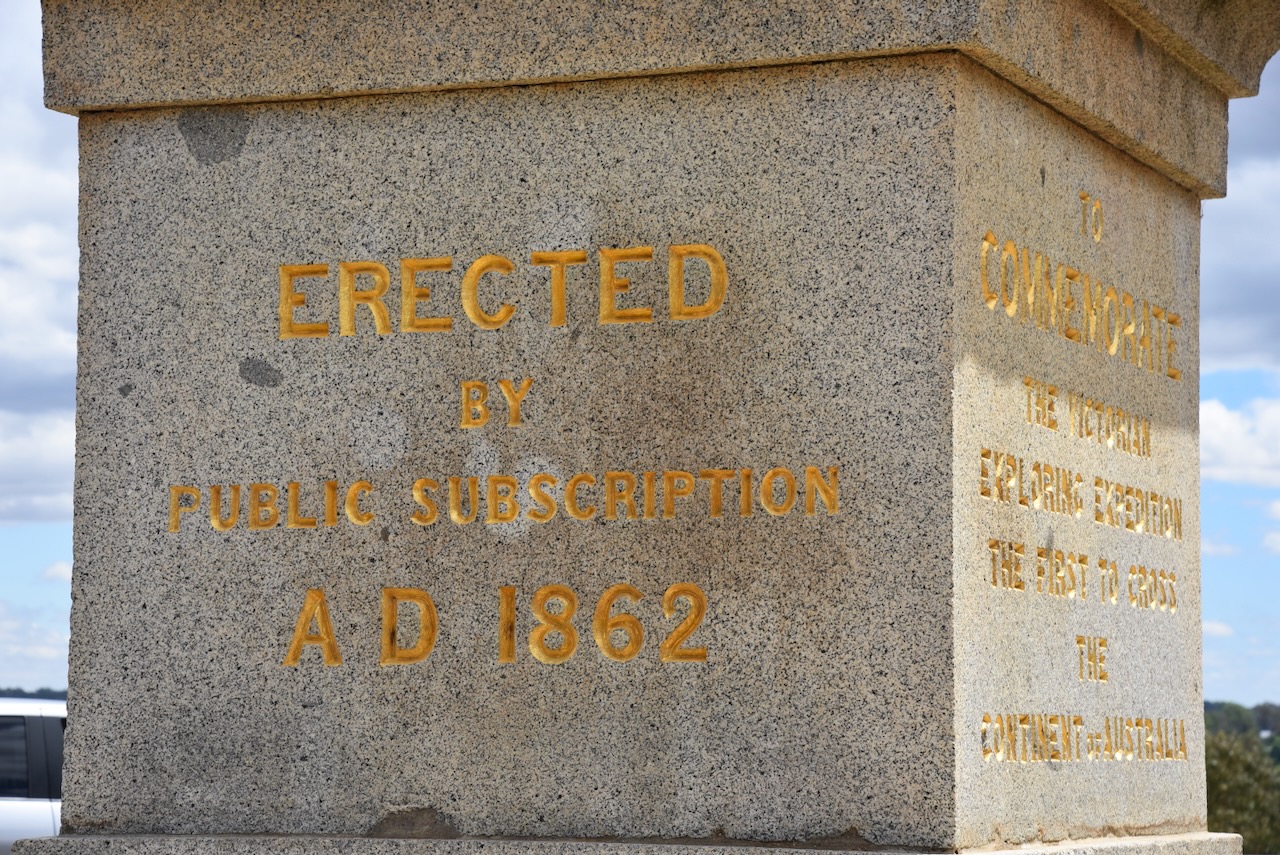 ERECTED
BY
PUBLIC SUBSCRIPTION
A D 1862
TO
COMMEMORATE
THE VICTORIAN
EXPLORING EXPEDITION
THE FIRST TO CROSS
THE
CONTINENT OF AUSTRALIA